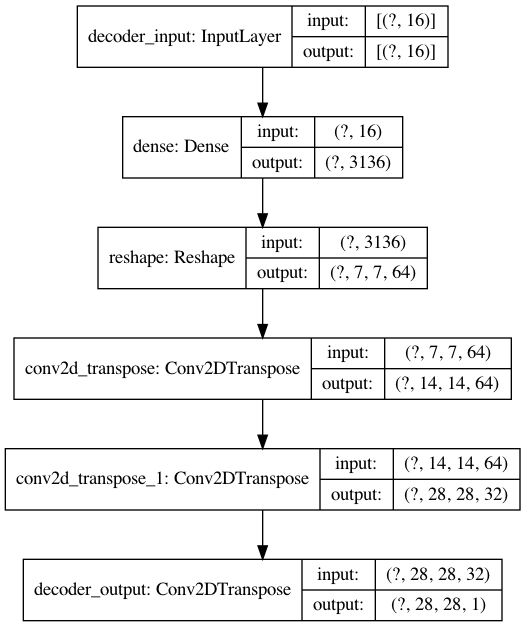 decoder_input: InputLayer
input: [(?, 16)]
output: [(?, 16)]
dense: Dense
input: (?, 16)
output: (?, 3136)
reshape: Reshape
input: (?, 3136)
output: (?, 7, 7, 64)
conv2d_transpose: Conv2DTranspose
input: (?, 7, 7, 64)
output: (?, 14, 14, 64)
conv2d_transpose_1: Conv2DTranspose
input: (?, 14, 14, 64)
output: (?, 28, 28, 32)
decoder_output: Conv2DTranspose
input: (?, 28, 28, 32)
output: (?, 28, 28, 1)